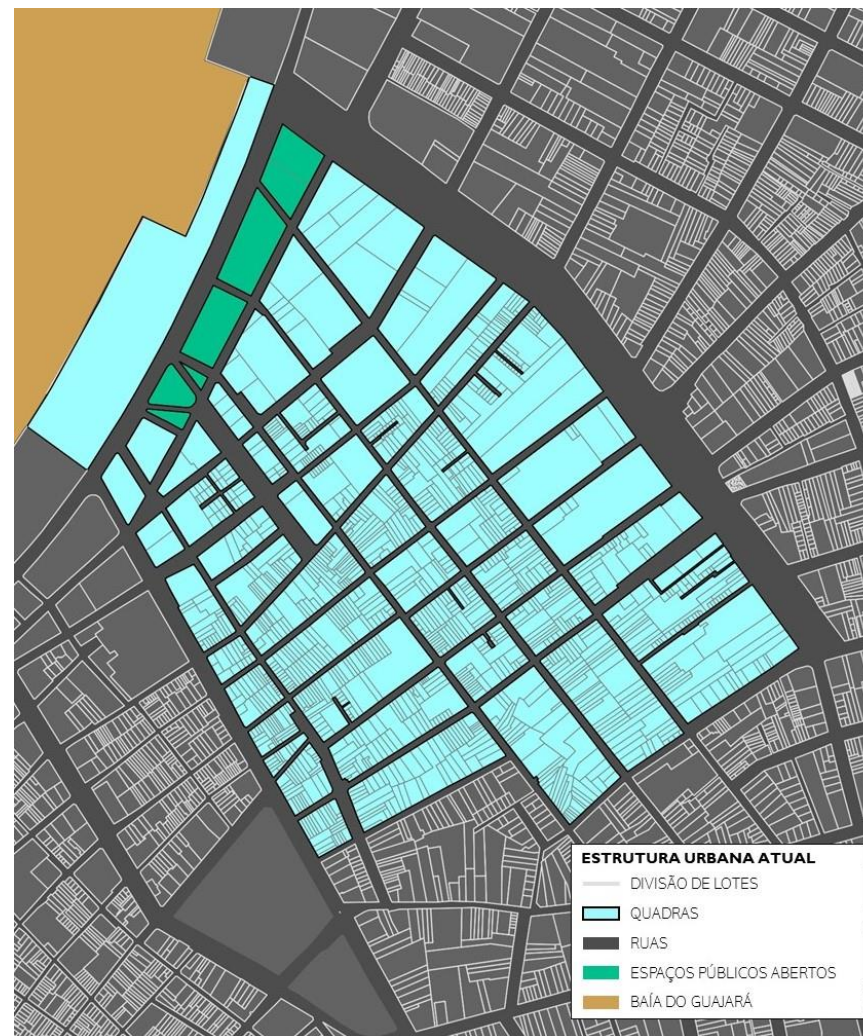 ESTRUTURA URBANA ATUAL
DIVISÃO DE LOTES
QUADRAS
RUAS
ESPAÇOS PÚBLICOS ABERTOS
BAÍA DO GUAJARÁ